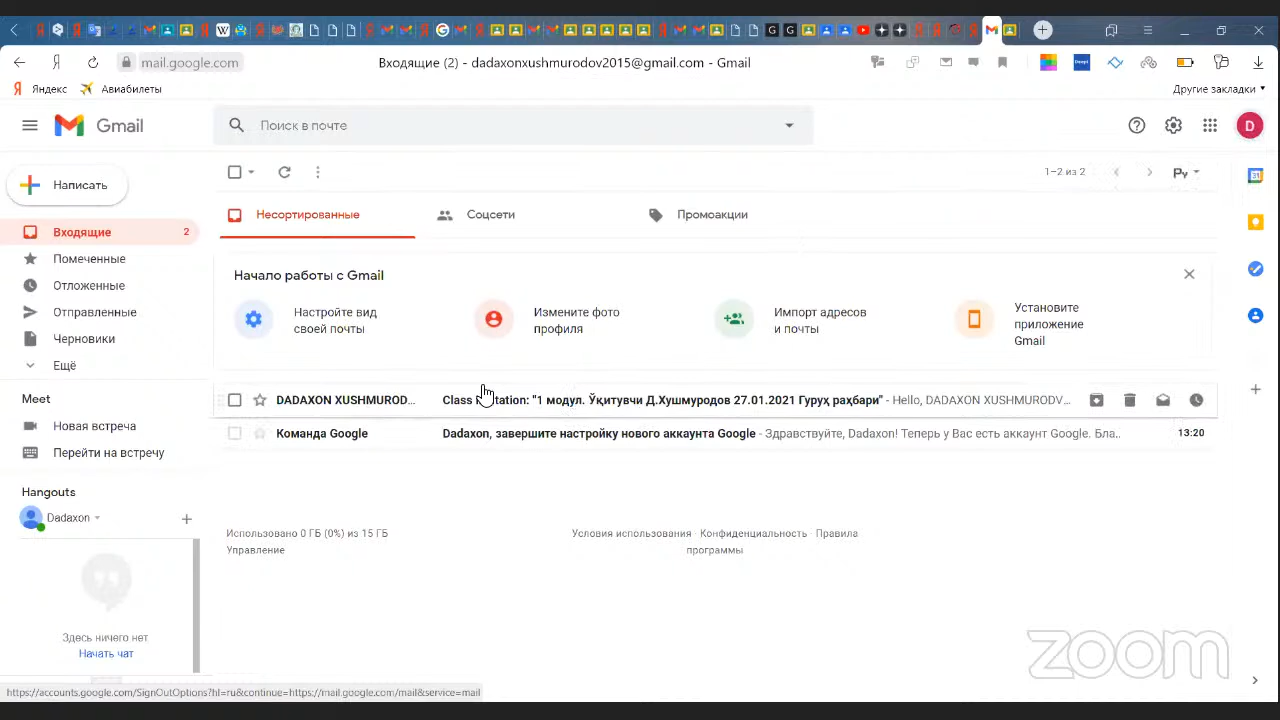 mail.google.com
Входящие (2) - dadaxonxushmurodov2015@gmail.com - Gmail
Яндекс
Авиабилеты
Другие закладки
Gmail
Поиск в почте
D
Написать
1–2 из 2
Ру
Несортированные
Соцсети
Промоакции
Входящие 2
Помеченные
Отложенные
Отправленные
Черновики
Ещё
Начало работы с Gmail
Настройте вид
своей почты
Измените фото
профиля
Импорт адресов
и почты
Установите
приложение
Gmail
DADAXON XUSHMUROD... Class tation: "1 модул. Ўқитувчи Д.Хушмуродов 27.01.2021 Гуруҳ раҳбари" - Hello, DADAXON XUSHMURODV...
Команда Google Dadaxon, завершите настройку нового аккаунта Google - Здравствуйте, Dadaxon! Теперь у Вас есть аккаунт Google. Бла... 13:20
Meet
Новая встреча
Перейти на встречу
Hangouts
Dadaxon
Здесь ничего нет
Начать чат
Использовано 0 ГБ (0%) из 15 ГБ
Управление
Условия использования · Конфиденциальность · Правила
программы
zoom
https://accounts.google.com/SignOutOptions?hl=ru&continue=https://mail.google.com/mail&service=mail